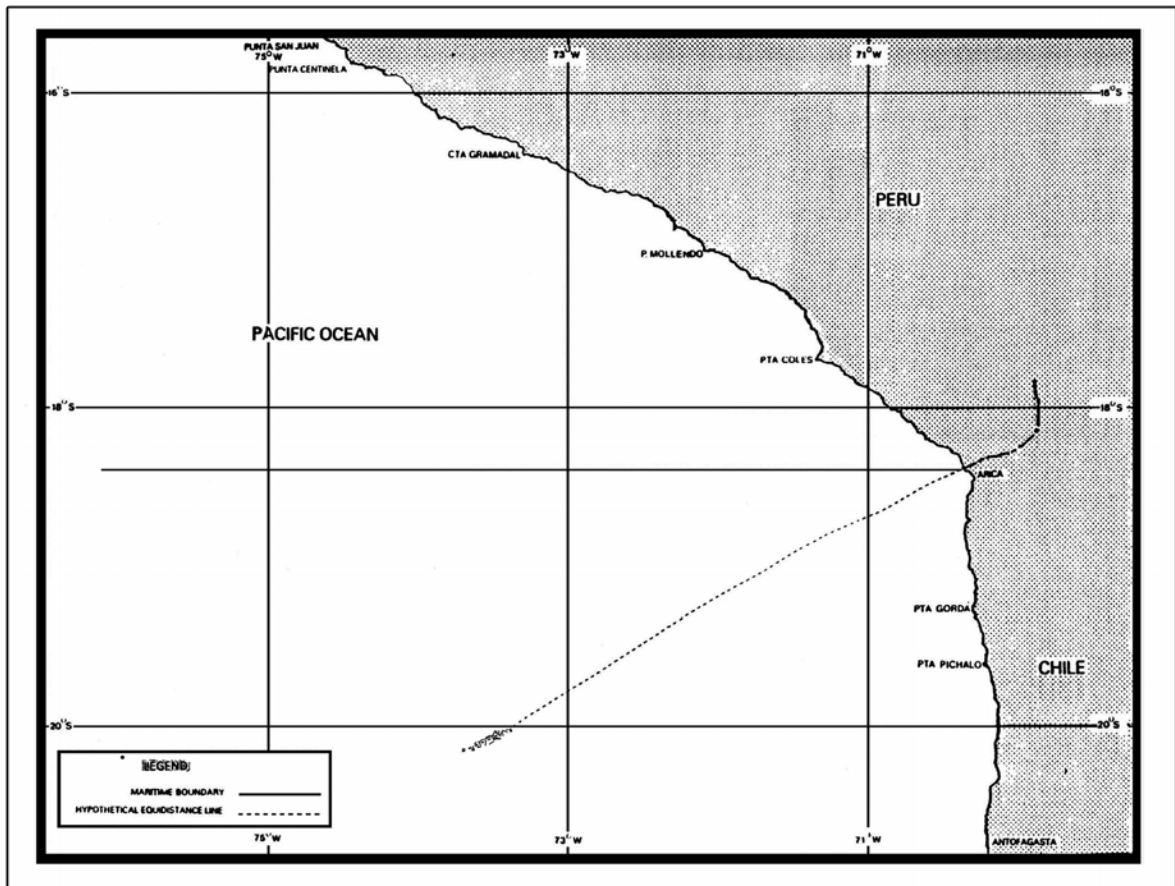 PUNTA SAN JUAN
75°W
73°W
71°W
PUNTA CENTINELA
16°S
16°S
CTA GRAMADAL
PERU
P. MOLLENDO
PACIFIC OCEAN
PTA COLES
18°S
18°S
ARICA
PTA GORDA
PTA PICHALO
CHILE
20°S
20°S
LEGEND
MARITIME BOUNDARY
HYPOTHETICAL EQUIDISTANCE LINE
75°W
73°W
71°W
ANTOFAGASTA